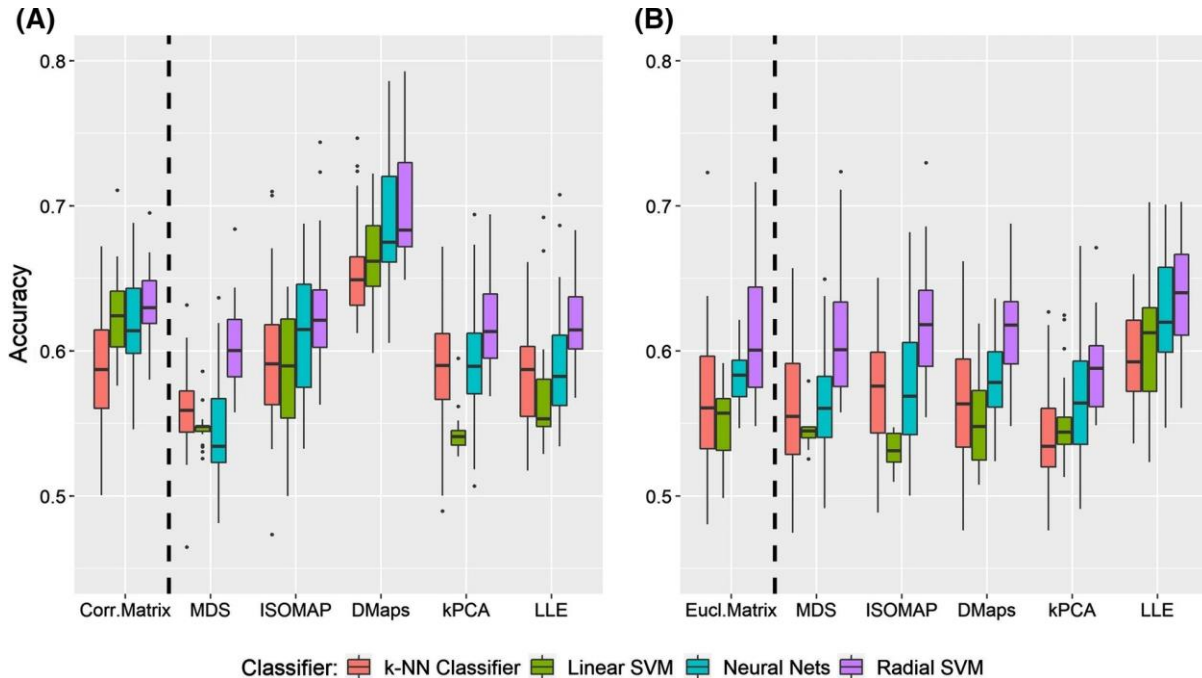 (A)
(B)
Accuracy
0.8
0.7
0.6
0.5
Corr.Matrix MDS ISOMAP DMaps kPCA LLE
0.8
0.7
0.6
0.5
Eucl.Matrix MDS ISOMAP DMaps kPCA LLE
Classifier: k-NN Classifier Linear SVM Neural Nets Radial SVM